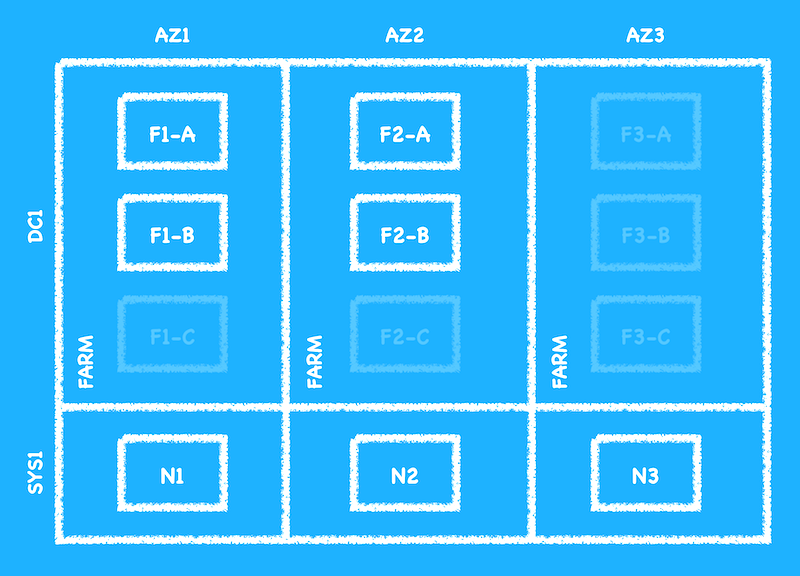 AZ1 AZ2 AZ3
F1-A F2-A F3-A
DC1
F1-B F2-B F3-B
F1-C F2-C F3-C
FARM FARM FARM
SYS1
N1 N2 N3